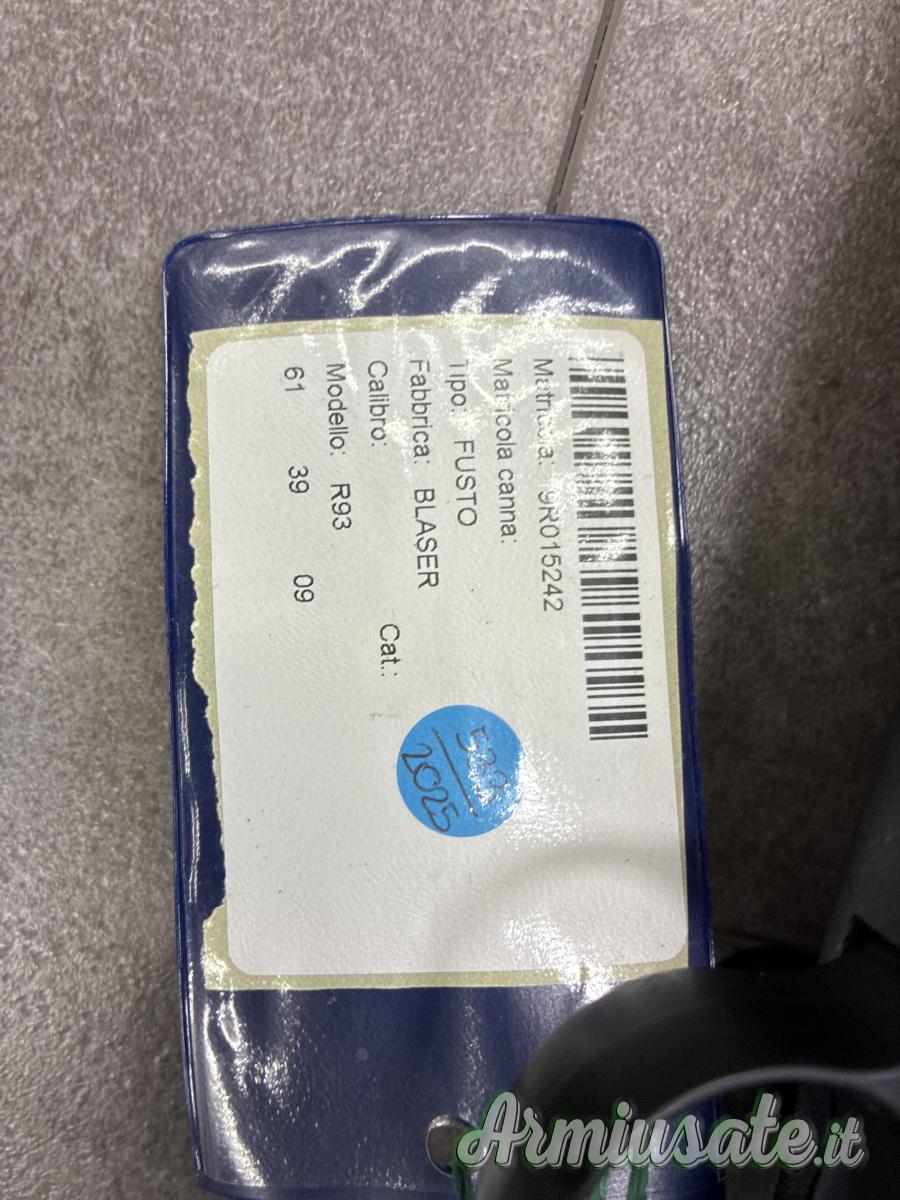 Matricola: 9R015242
Matricola canna:
Tipo: FUSTO
Fabbrica: BLASER
Calibro: Cat.:
Modello: R93
61 39 09
2025
Armiusate.it